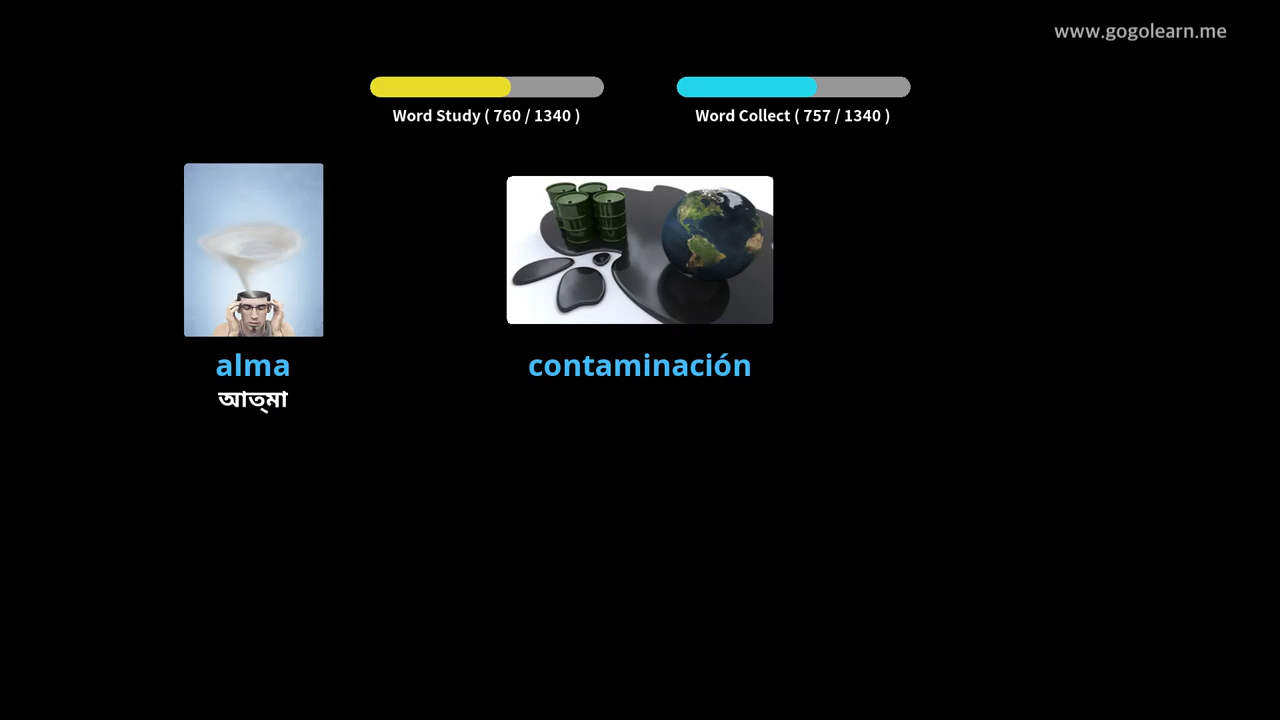 www.gogolearn.me
Word Study ( 760 / 1340 )
Word Collect ( 757 / 1340 )
alma
আত্মা
contaminación